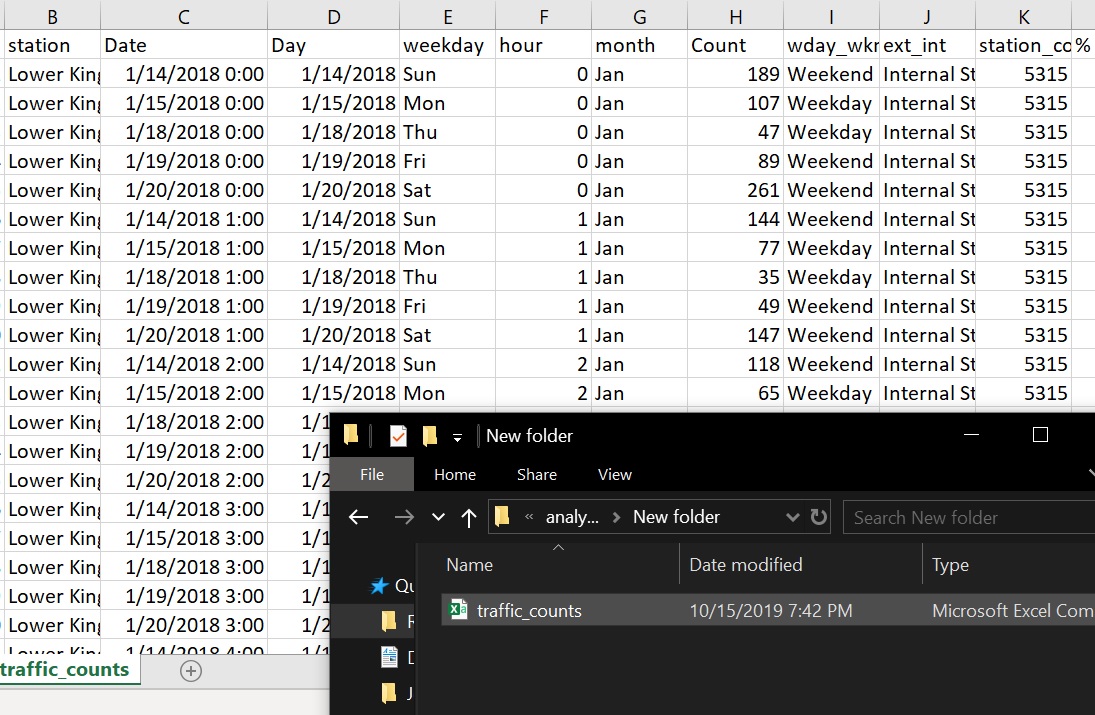 B C D E F G H I J K
station Date Day weekday hour month Count wday_wkr ext_int station_co %
Lower King 1/14/2018 0:00 1/14/2018 Sun 0 Jan 189 Weekend Internal St 5315
Lower King 1/15/2018 0:00 1/15/2018 Mon 0 Jan 107 Weekday Internal St 5315
Lower King 1/18/2018 0:00 1/18/2018 Thu 0 Jan 47 Weekday Internal St 5315
Lower King 1/19/2018 0:00 1/19/2018 Fri 0 Jan 89 Weekend Internal St 5315
Lower King 1/20/2018 0:00 1/20/2018 Sat 0 Jan 261 Weekend Internal St 5315
Lower King 1/14/2018 1:00 1/14/2018 Sun 1 Jan 144 Weekend Internal St 5315
Lower King 1/15/2018 1:00 1/15/2018 Mon 1 Jan 77 Weekday Internal St 5315
Lower King 1/18/2018 1:00 1/18/2018 Thu 1 Jan 35 Weekday Internal St 5315
Lower King 1/19/2018 1:00 1/19/2018 Fri 1 Jan 49 Weekend Internal St 5315
Lower King 1/20/2018 1:00 1/20/2018 Sat 1 Jan 147 Weekend Internal St 5315
Lower King 1/14/2018 2:00 1/14/2018 Sun 2 Jan 118 Weekend Internal St 5315
Lower King 1/15/2018 2:00 1/15/2018 Mon 2 Jan 65 Weekday Internal St 5315
Lower King 1/18/2018 2:00 1/1
Lower King 1/19/2018 2:00 1/1
Lower King 1/20/2018 2:00 1/2
Lower King 1/14/2018 3:00 1/1
Lower King 1/15/2018 3:00 1/1
Lower King 1/18/2018 3:00 1/1
Lower King 1/19/2018 3:00 1/1
Lower King 1/20/2018 3:00 1/2
Lower King 1/14/2018 4:00 1/1
traffic_counts
New folder
File Home Share View
« analy... New folder
Search New folder
Name Date modified Type
Qu
traffic_counts 10/15/2019 7:42 PM Microsoft Excel Com